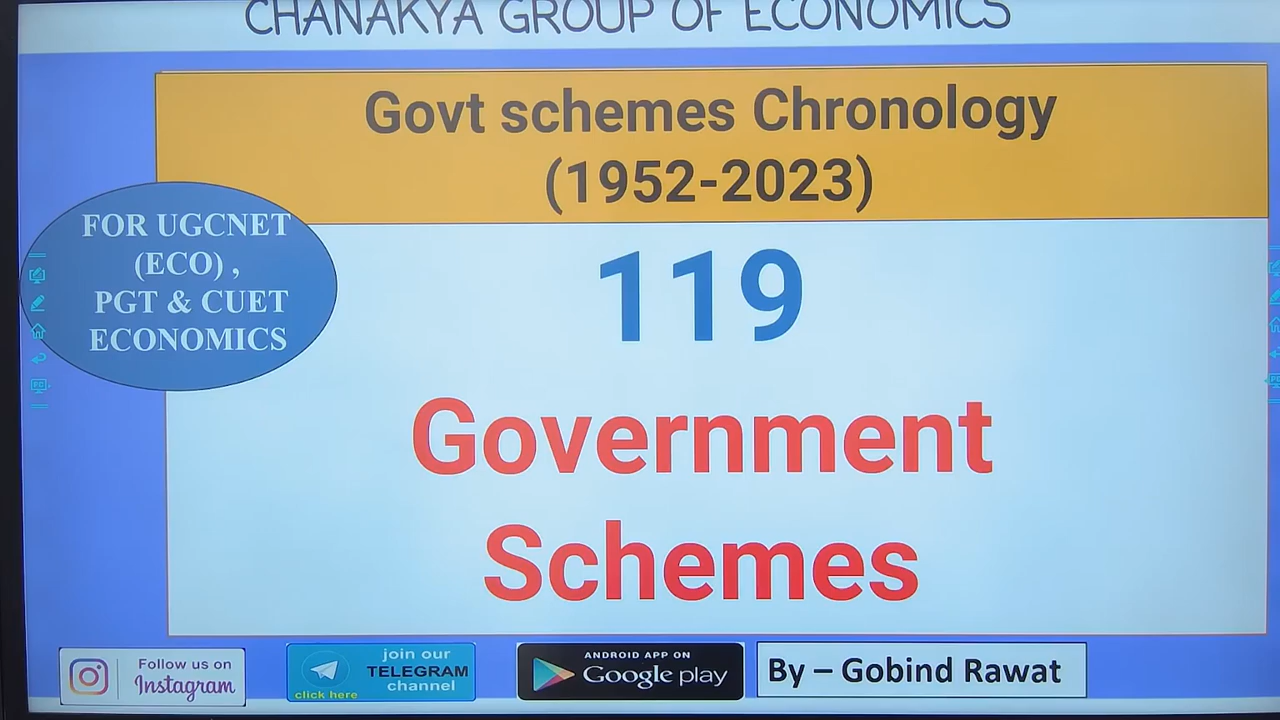 CHANAKYA GROUP OF ECONOMICS
Govt schemes Chronology
(1952-2023)
FOR UGCNET
(ECO) ,
PGT & CUET
ECONOMICS
119
Government
Schemes
Follow us on
Instagram
join our
TELEGRAM
channel
click here
ANDROID APP ON
Google play
By – Gobind Rawat